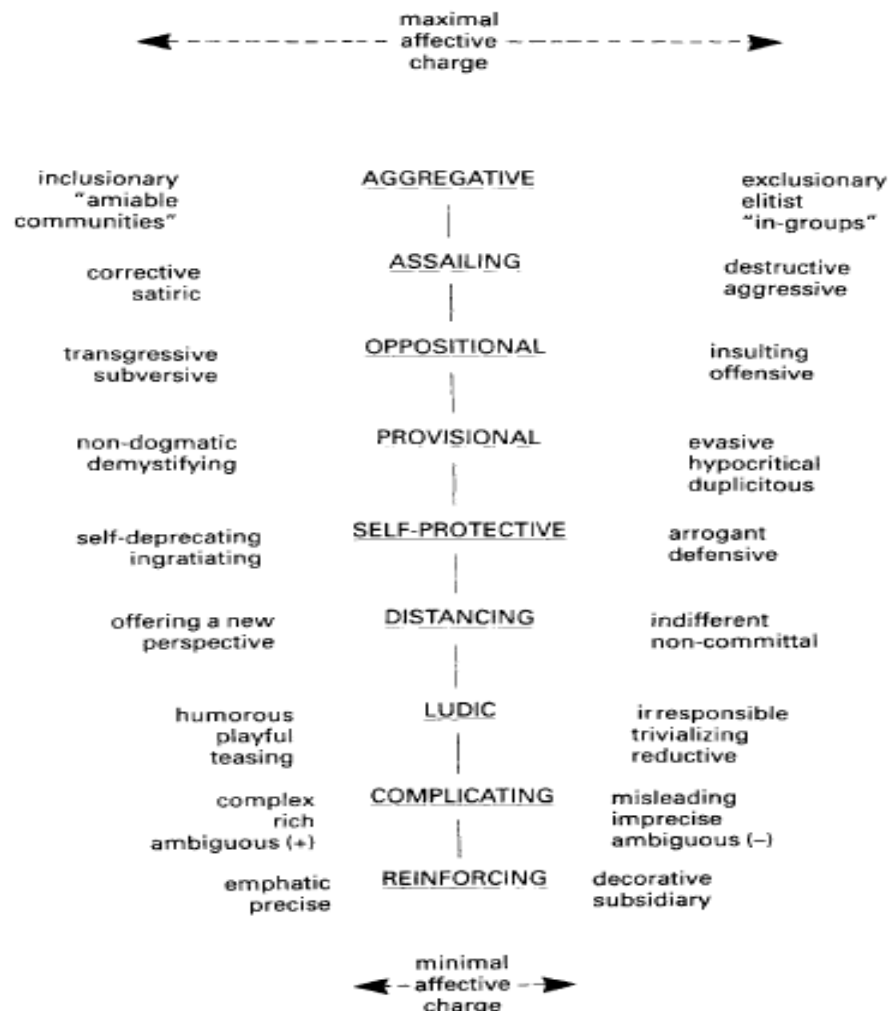 maximal
affective
charge
inclusionary
"amiable
communities"
AGGREGATIVE
exclusionary
elitist
"in-groups"
corrective
satiric
ASSAILING
destructive
aggressive
transgressive
subversive
OPPOSITIONAL
insulting
offensive
non-dogmatic
demystifying
PROVISIONAL
evasive
hypocritical
duplicitous
self-deprecating
ingratiating
SELF-PROTECTIVE
arrogant
defensive
offering a new
perspective
DISTANCING
indifferent
non-committal
humorous
playful
teasing
LUDIC
irresponsible
trivializing
reductive
complex
rich
ambiguous (+)
COMPLICATING
misleading
imprecise
ambiguous (–)
emphatic
precise
REINFORCING
decorative
subsidiary
minimal
affective
charge